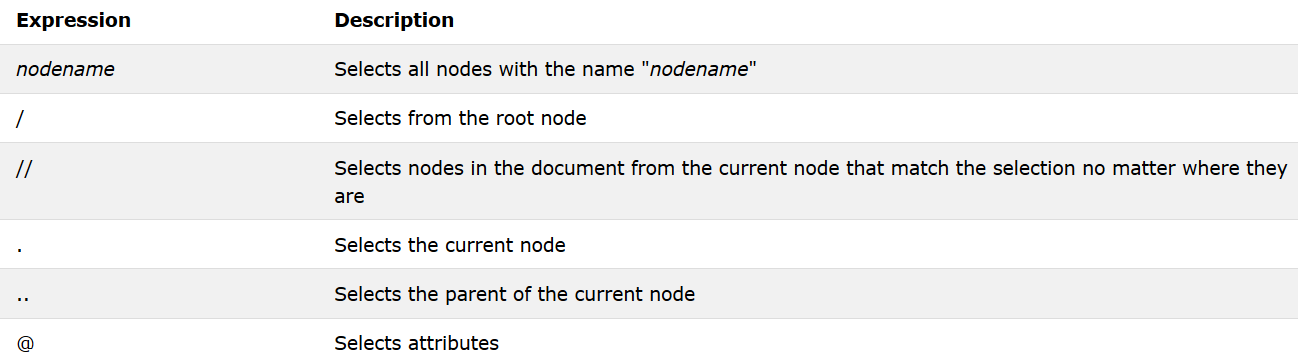 Expression Description
nodename Selects all nodes with the name "nodename"
/ Selects from the root node
// Selects nodes in the document from the current node that match the selection no matter where they
are
. Selects the current node
.. Selects the parent of the current node
@ Selects attributes